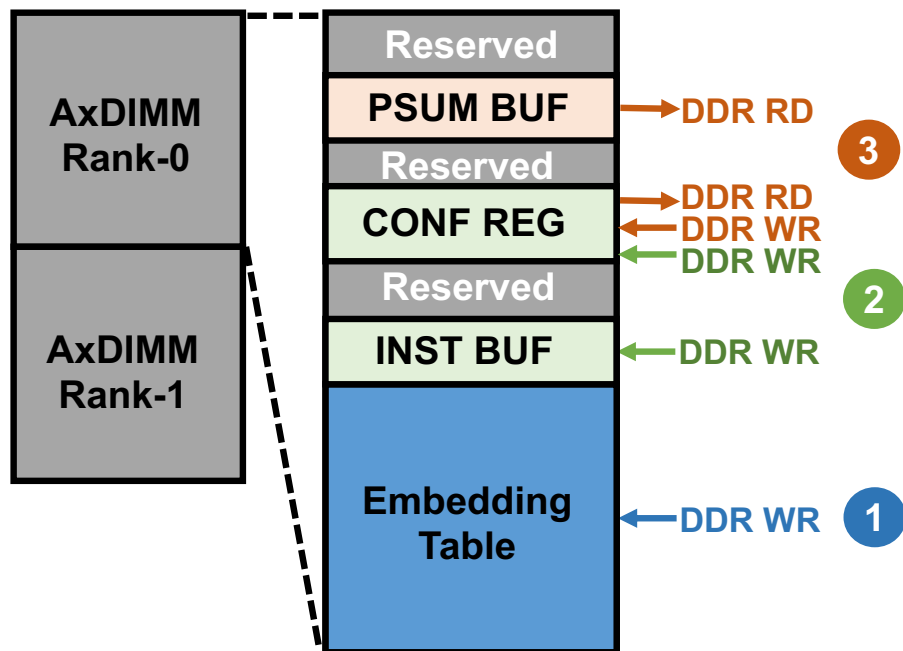 AxDIMM
Rank-0
AxDIMM
Rank-1
Reserved
PSUM BUF
DDR RD
Reserved
3
CONF REG
DDR RD
DDR WR
DDR WR
Reserved
2
INST BUF
DDR WR
Embedding
Table
DDR WR
1